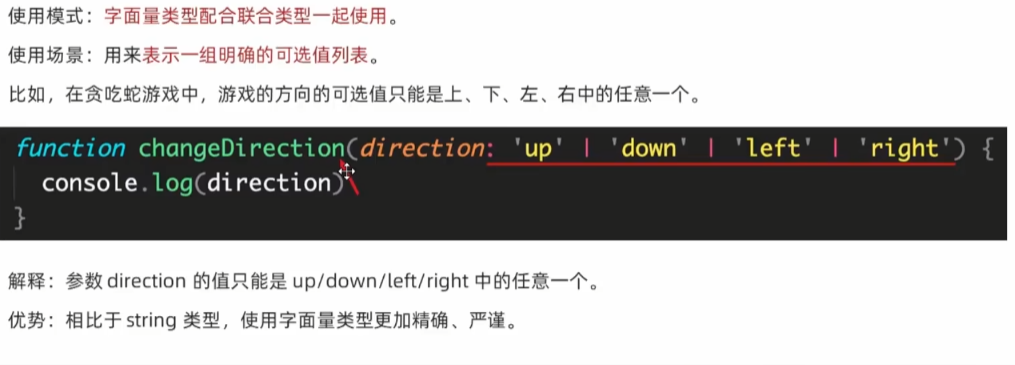 使用模式：字面量类型配合联合类型一起使用。
使用场景：用来表示一组明确的可选值列表。
比如，在贪吃蛇游戏中，游戏的方向的可选值只能是上、下、左、右中的任意一个。
function changeDirection(direction: 'up' | 'down' | 'left' | 'right') {
console.log(direction)
}
解释：参数 direction 的值只能是 up/down/left/right 中的任意一个。
优势：相比于 string 类型，使用字面量类型更加精确、严谨。